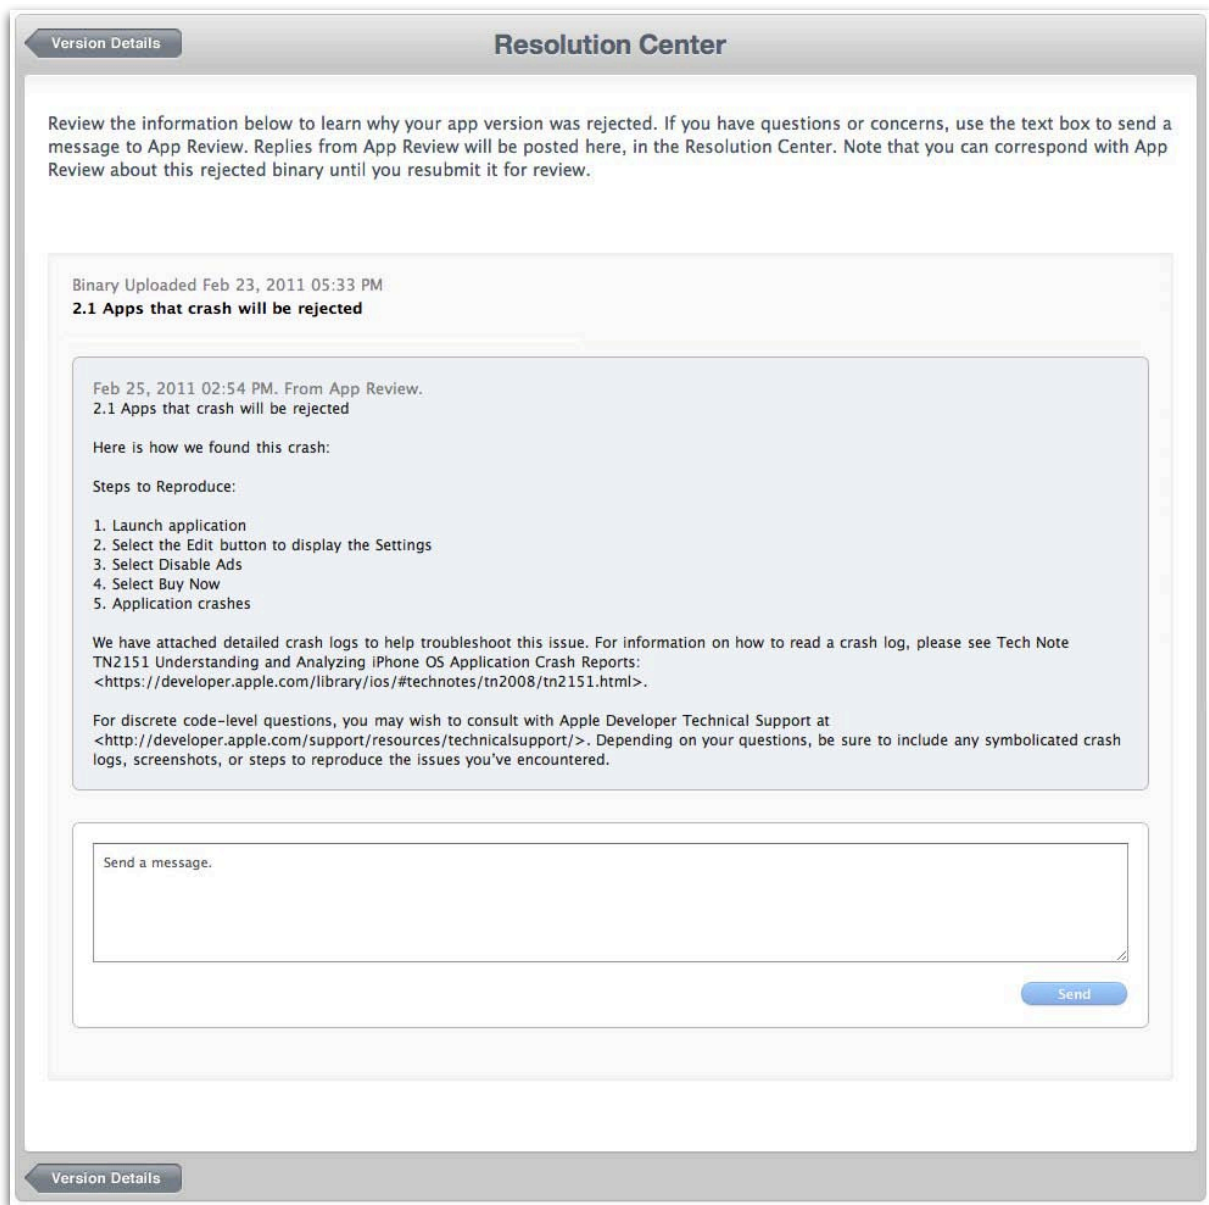 Version Details
Resolution Center
Review the information below to learn why your app version was rejected. If you have questions or concerns, use the text box to send a
message to App Review. Replies from App Review will be posted here, in the Resolution Center. Note that you can correspond with App
Review about this rejected binary until you resubmit it for review.
Binary Uploaded Feb 23, 2011 05:33 PM
2.1 Apps that crash will be rejected
Feb 25, 2011 02:54 PM. From App Review.
2.1 Apps that crash will be rejected
Here is how we found this crash:
Steps to Reproduce:
1. Launch application
2. Select the Edit button to display the Settings
3. Select Disable Ads
4. Select Buy Now
5. Application crashes
We have attached detailed crash logs to help troubleshoot this issue. For information on how to read a crash log, please see Tech Note
TN2151 Understanding and Analyzing iPhone OS Application Crash Reports:
<https://developer.apple.com/library/ios/#technotes/tn2008/tn2151.html>.
For discrete code-level questions, you may wish to consult with Apple Developer Technical Support at
<http://developer.apple.com/support/resources/technicalsupport/>. Depending on your questions, be sure to include any symbolicated crash
logs, screenshots, or steps to reproduce the issues you've encountered.
Send a message.
Send
Version Details